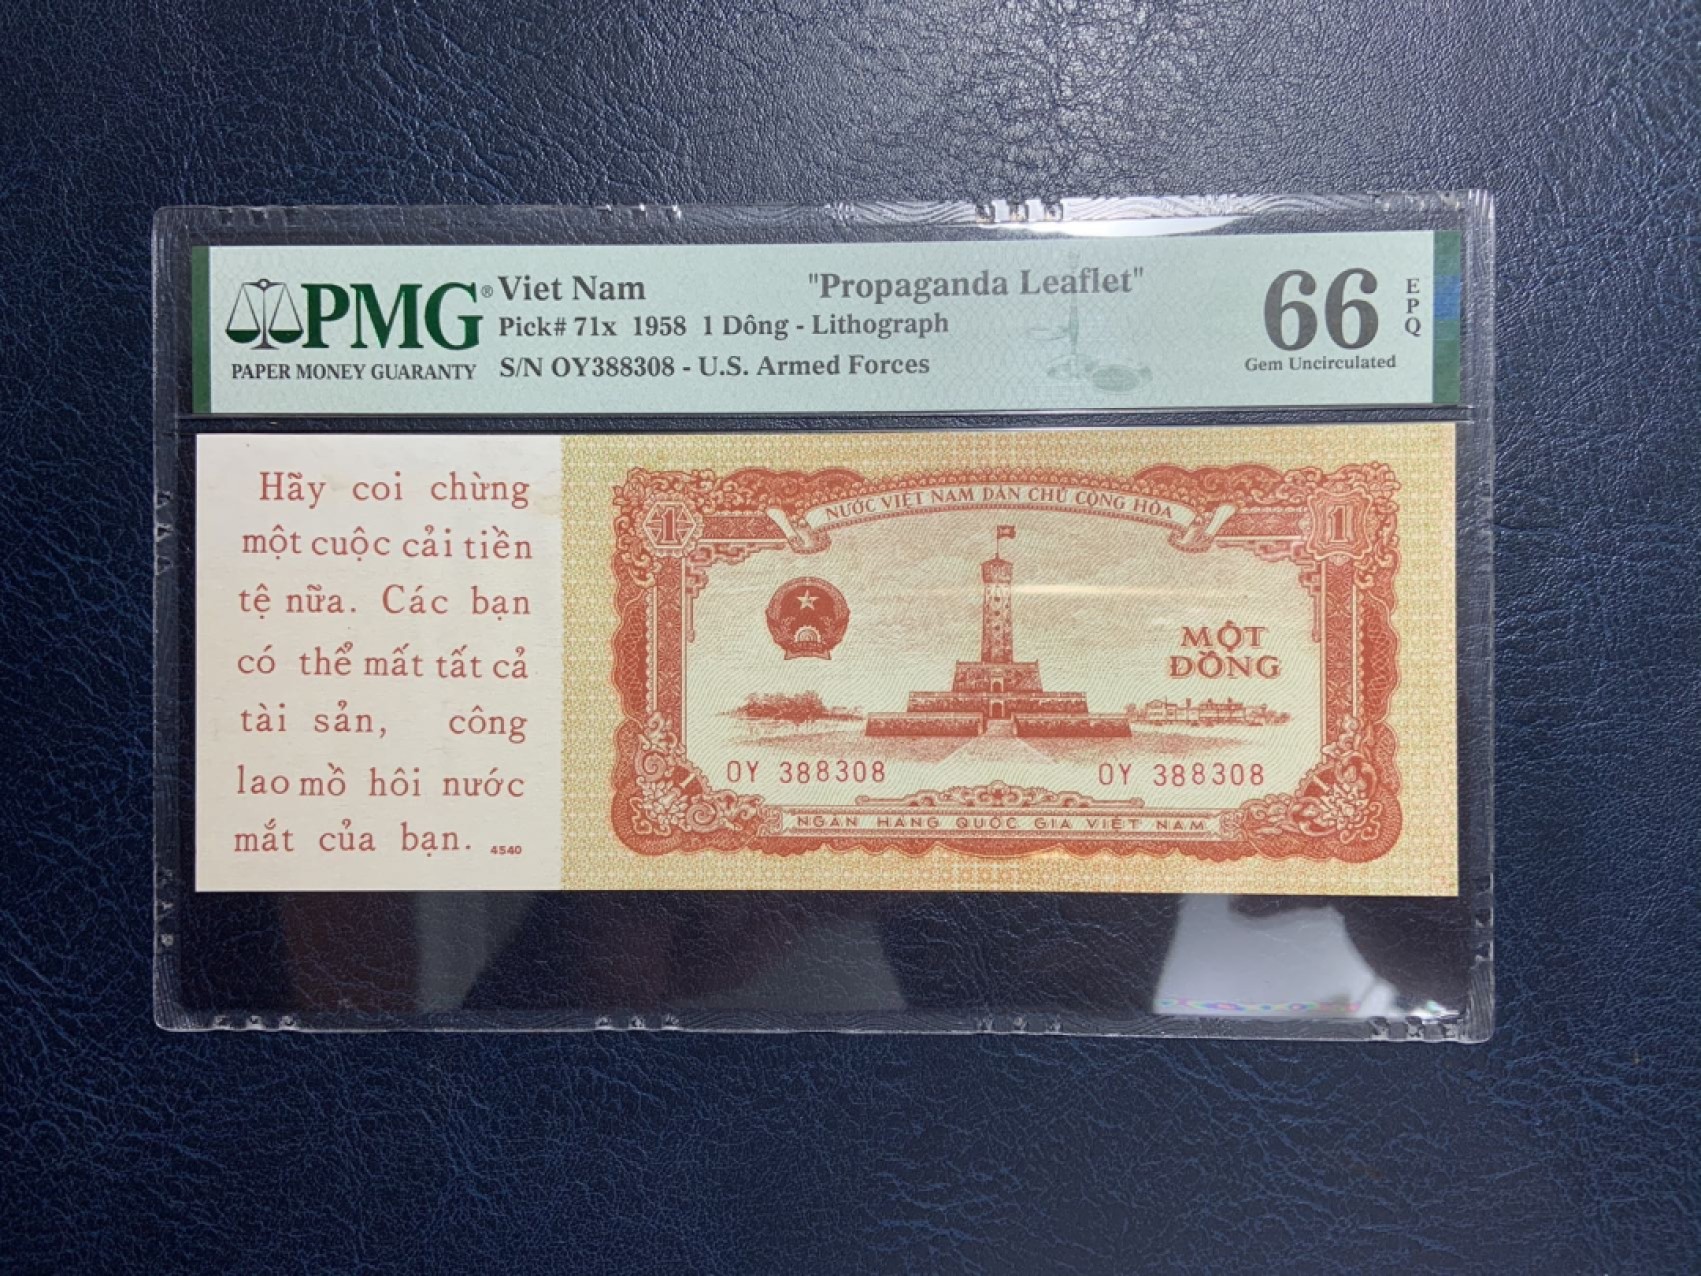 PMG®
PAPER MONEY GUARANTY
Viet Nam "Propaganda Leaflet"
Pick# 71x 1958 1 Dông - Lithograph
S/N OY388308 - U.S. Armed Forces
66 EPQ
Gem Uncirculated
Hãy coi chừng
một cuộc cải tiền
tệ nữa. Các bạn
có thể mất tất cả
tài sản, công
lao mồ hôi nước
mắt của bạn. 4540
NƯỚC VIỆT NAM DÂN CHỦ CỘNG HÒA
1 1
MỘT
ĐỒNG
OY 388308 OY 388308
NGÂN HÀNG QUỐC GIA VIỆT NAM